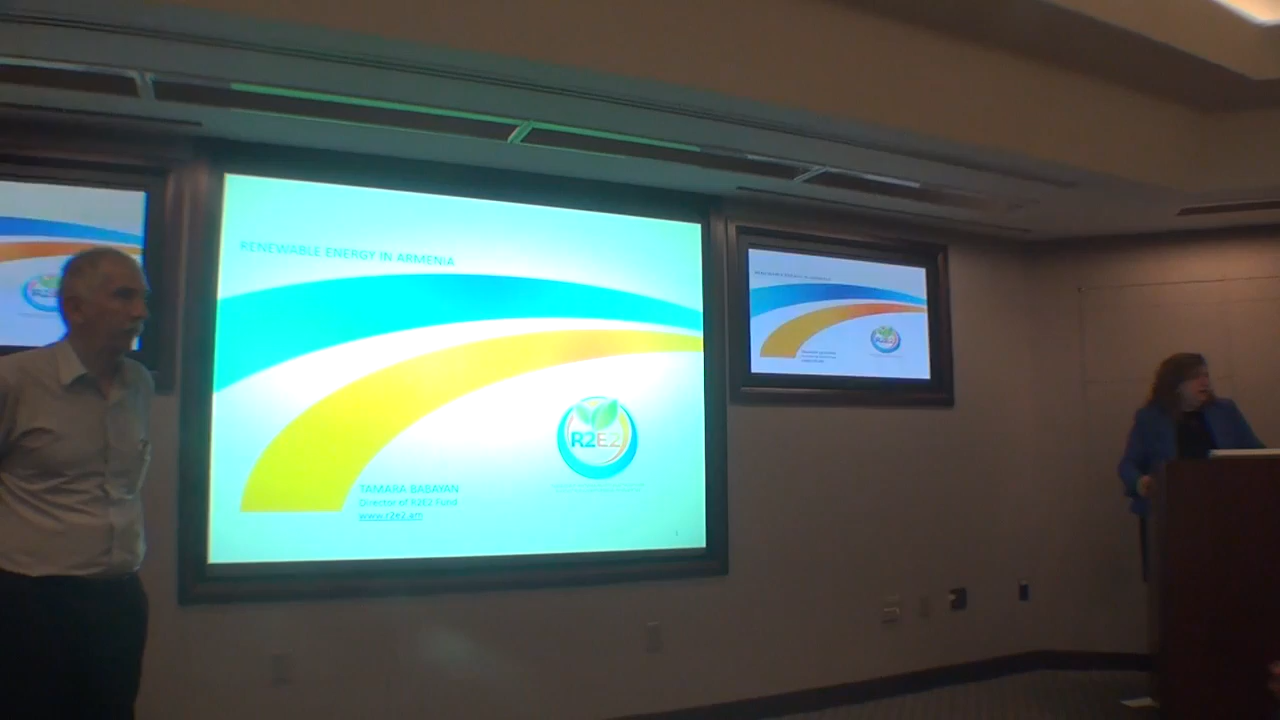 RENEWABLE ENERGY IN ARMENIA
R2E2
TAMARA BABAYAN
Director of R2E2 Fund
www.r2e2.am